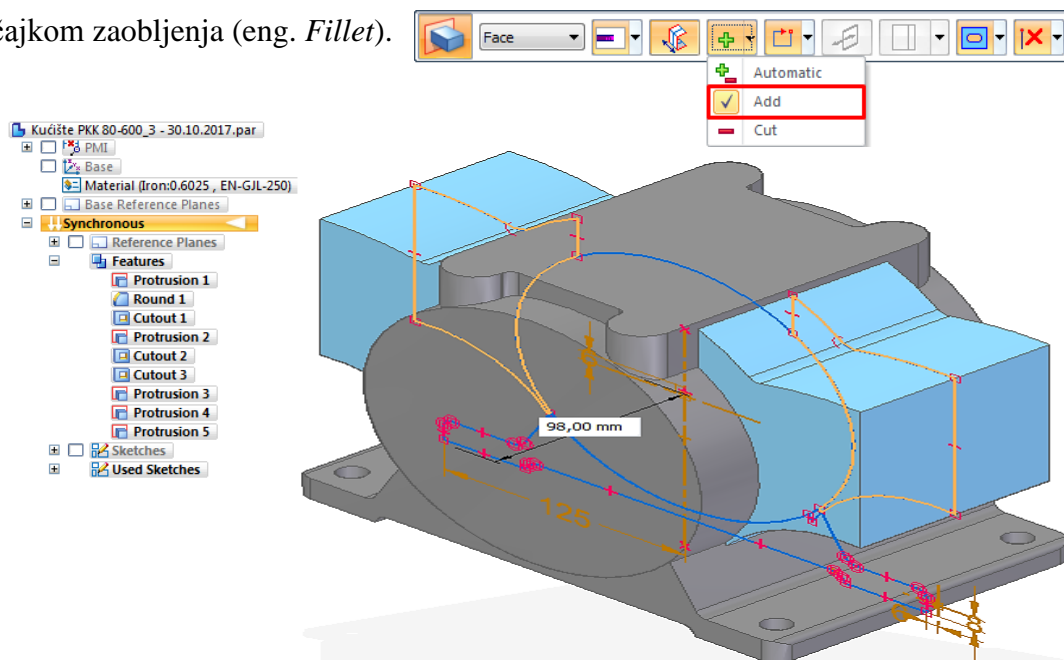 čajkom zaobljenja (eng. Fillet).
Face
Automatic
Add
Cut
Kućište PKK 80-600_3 - 30.10.2017.par
PMI
Base
Material (Iron:0.6025 , EN-GJL-250)
Base Reference Planes
Synchronous
Reference Planes
Features
Protrusion 1
Round 1
Cutout 1
Protrusion 2
Cutout 2
Cutout 3
Protrusion 3
Protrusion 4
Protrusion 5
Sketches
Used Sketches
98,00 mm
125